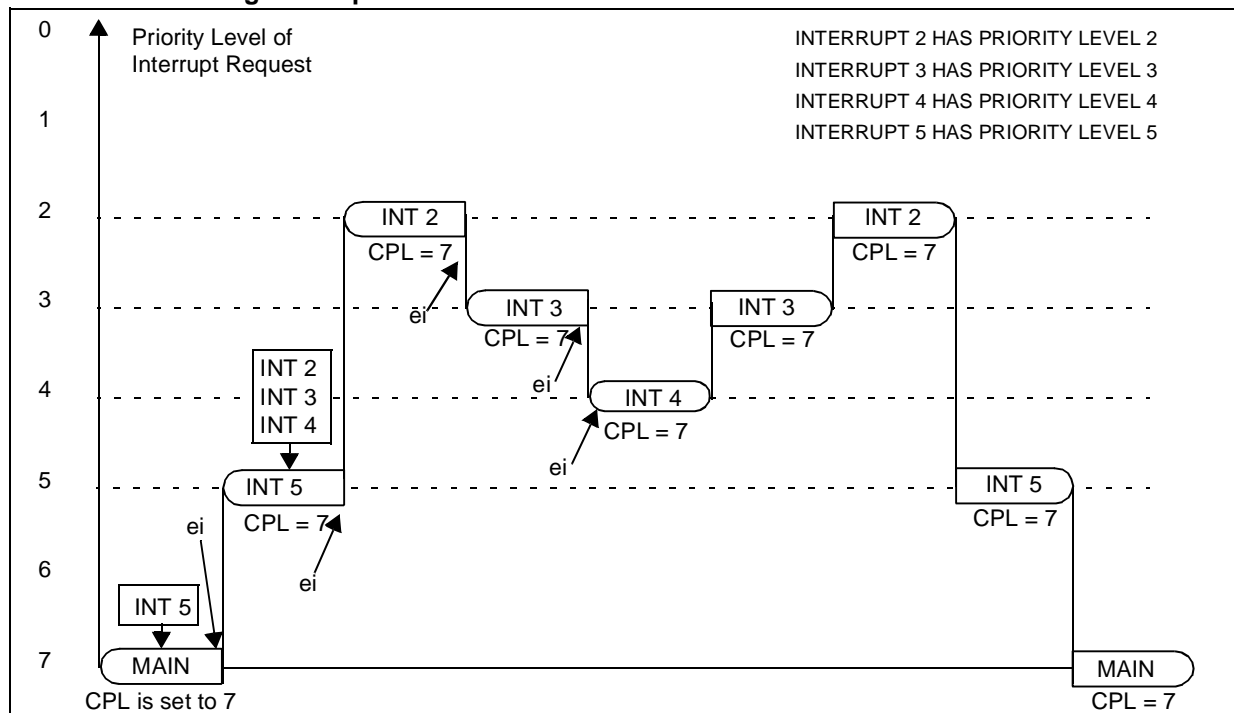 0
Priority Level of
Interrupt Request
INTERRUPT 2 HAS PRIORITY LEVEL 2
INTERRUPT 3 HAS PRIORITY LEVEL 3
INTERRUPT 4 HAS PRIORITY LEVEL 4
INTERRUPT 5 HAS PRIORITY LEVEL 5
1
2
INT 2
CPL = 7
INT 2
CPL = 7
ei
3
INT 3
CPL = 7
INT 3
CPL = 7
ei
INT 2
INT 3
INT 4
4
INT 4
CPL = 7
ei
5
INT 5
CPL = 7
INT 5
CPL = 7
ei
ei
6
INT 5
7
MAIN
CPL is set to 7
MAIN
CPL = 7